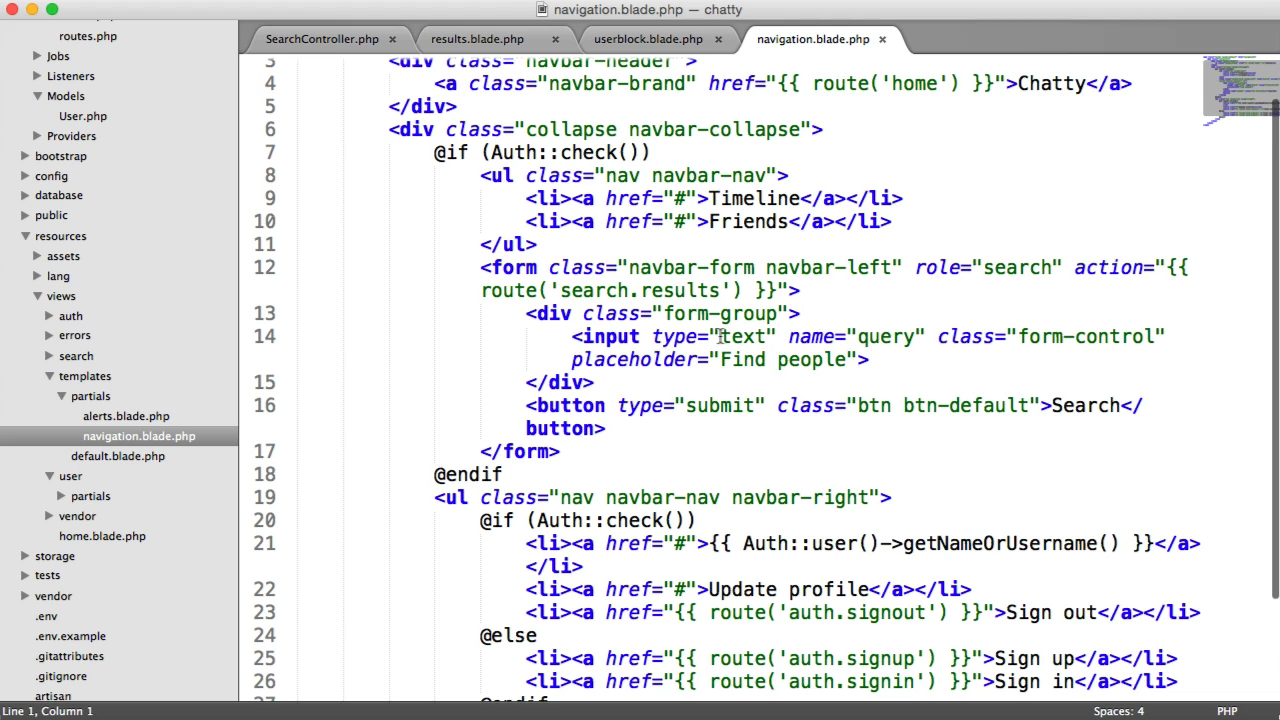 navigation.blade.php — chatty
routes.php
Jobs
Listeners
Models
User.php
Providers
bootstrap
config
database
public
resources
assets
lang
views
auth
errors
search
templates
partials
alerts.blade.php
navigation.blade.php
default.blade.php
user
partials
vendor
home.blade.php
storage
tests
vendor
.env
.env.example
.gitattributes
.gitignore
artisan
SearchController.php × results.blade.php × userblock.blade.php × navigation.blade.php ×
3 <div class="navbar-header">
4 <a class="navbar-brand" href="{{ route('home') }}">Chatty</a>
5 </div>
6 <div class="collapse navbar-collapse">
7 @if (Auth::check())
8 <ul class="nav navbar-nav">
9 <li><a href="#">Timeline</a></li>
10 <li><a href="#">Friends</a></li>
11 </ul>
12 <form class="navbar-form navbar-left" role="search" action="{{
route('search.results') }}">
13 <div class="form-group">
14 <input type="text" name="query" class="form-control"
placeholder="Find people">
15 </div>
16 <button type="submit" class="btn btn-default">Search</
button>
17 </form>
18 @endif
19 <ul class="nav navbar-nav navbar-right">
20 @if (Auth::check())
21 <li><a href="#">{{ Auth::user()->getNameOrUsername() }}</a>
</li>
22 <li><a href="#">Update profile</a></li>
23 <li><a href="{{ route('auth.signout') }}">Sign out</a></li>
24 @else
25 <li><a href="{{ route('auth.signup') }}">Sign up</a></li>
26 <li><a href="{{ route('auth.signin') }}">Sign in</a></li>
27 @endif
Line 1, Column 1
Spaces: 4
PHP